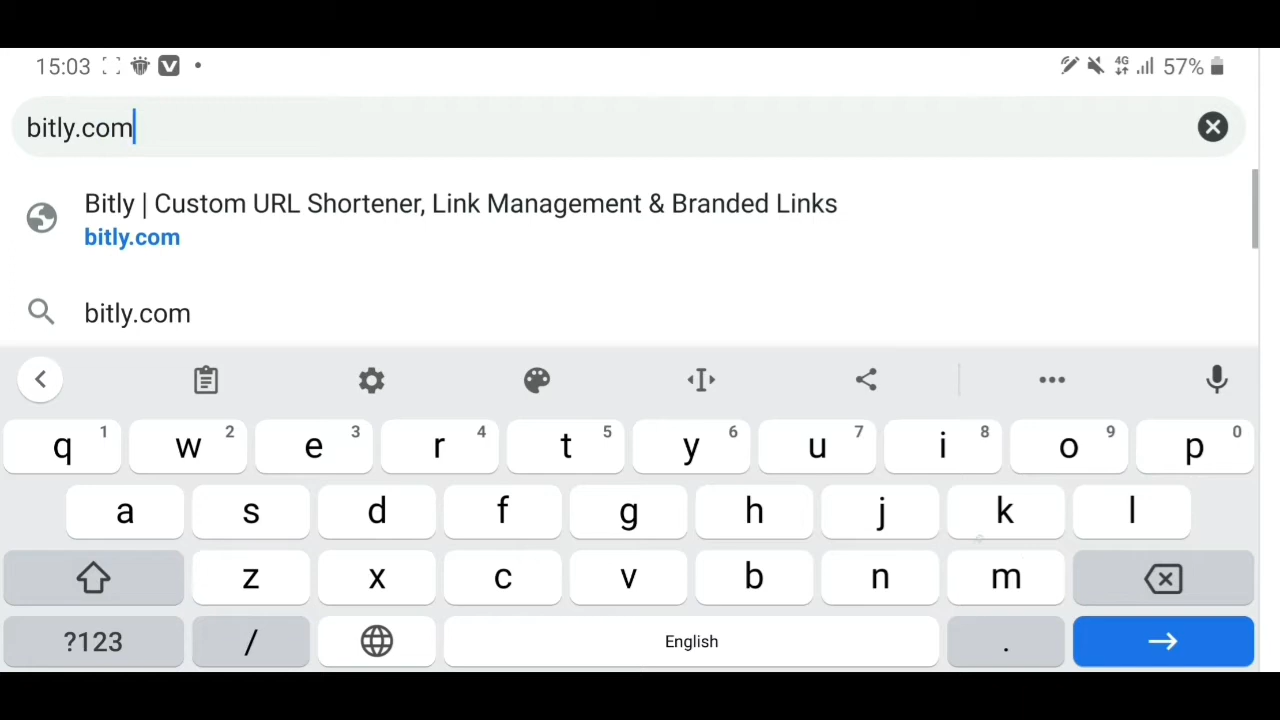 15:03 4G 57%
bitly.com
Bitly | Custom URL Shortener, Link Management & Branded Links
bitly.com
bitly.com
q 1 w 2 e 3 r 4 t 5 y 6 u 7 i 8 o 9 p 0
a s d f g h j k l
z x c v b n m
?123 / English .